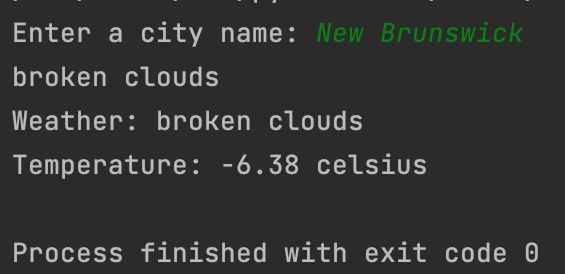 Enter a city name: New Brunswick
broken clouds
Weather: broken clouds
Temperature: -6.38 celsius
Process finished with exit code 0